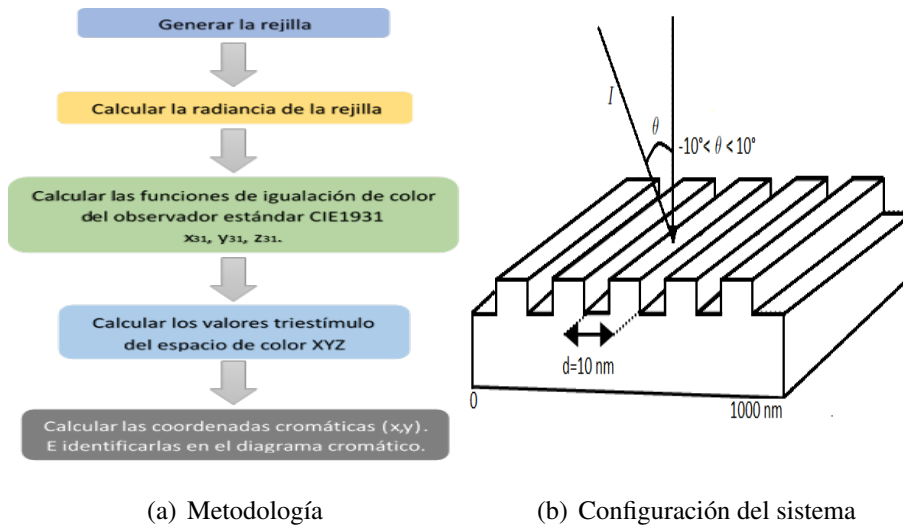 Generar la rejilla
Calcular la radiancia de la rejilla
Calcular las funciones de igualación de color
del observador estándar CIE1931
x31, y31, z31.
Calcular los valores triestímulo
del espacio de color XYZ
Calcular las coordenadas cromáticas (x,y).
E identificarlas en el diagrama cromático.
(a) Metodología
I
θ
-10°< θ < 10°
d=10 nm
0
1000 nm
(b) Configuración del sistema